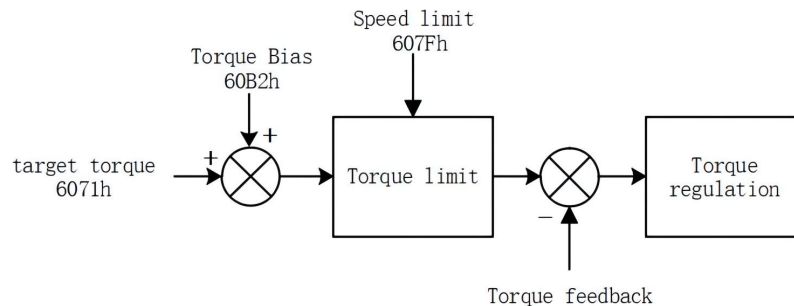 Speed limit
607Fh
Torque Bias
60B2h
+
+
target torque
6071h
Torque limit
Torque
regulation
−
Torque feedback